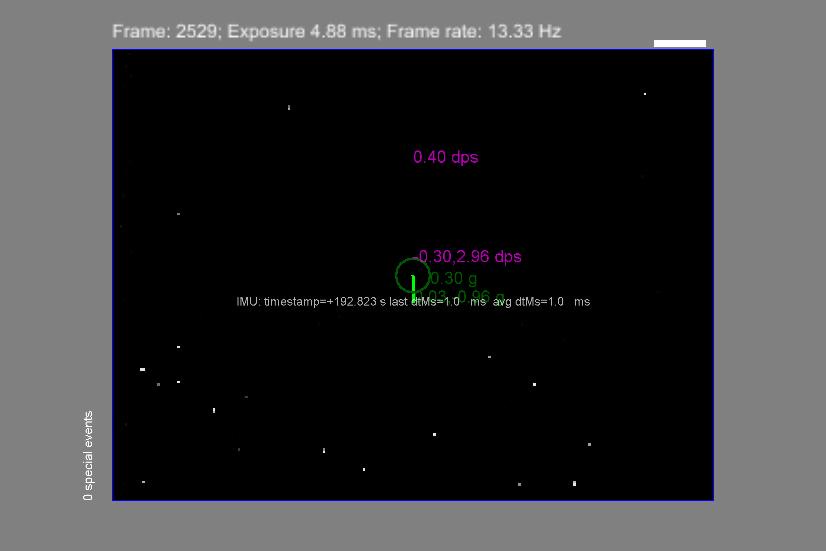 Frame: 2529; Exposure 4.88 ms; Frame rate: 13.33 Hz
0.40 dps
-0.30,2.96 dps
0.30 g
IMU: timestamp=+192.823 s last dtMs=1.0 ms avg dtMs=1.0 ms
0 special events